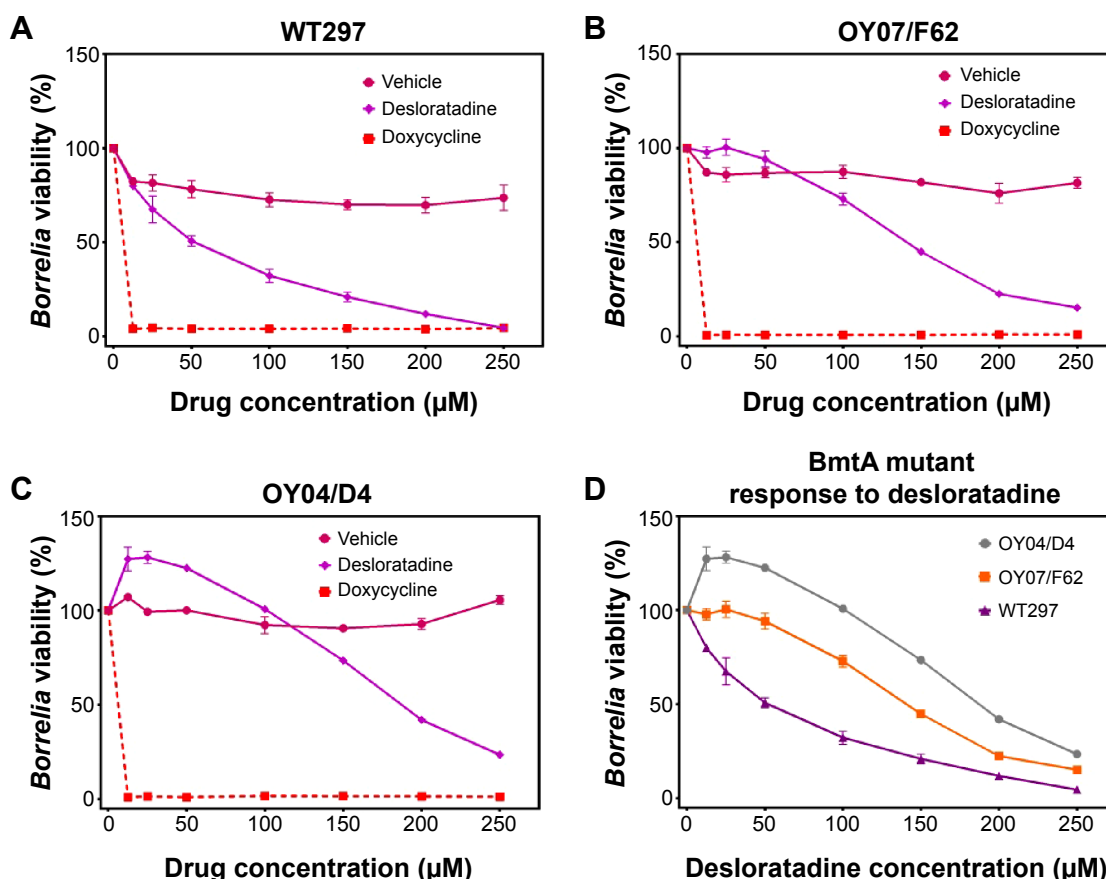 A
WT297
Borrelia viability (%)
150
100
50
0
Vehicle
Desloratadine
Doxycycline
0 50 100 150 200 250
Drug concentration (µM)
B
OY07/F62
Borrelia viability (%)
150
100
50
0
Vehicle
Desloratadine
Doxycycline
0 50 100 150 200 250
Drug concentration (µM)
C
OY04/D4
Borrelia viability (%)
150
100
50
0
Vehicle
Desloratadine
Doxycycline
0 50 100 150 200 250
Drug concentration (µM)
D
BmtA mutant
response to desloratadine
Borrelia viablity (%)
150
100
50
0
OY04/D4
OY07/F62
WT297
0 50 100 150 200 250
Desloratadine concentration (µM)